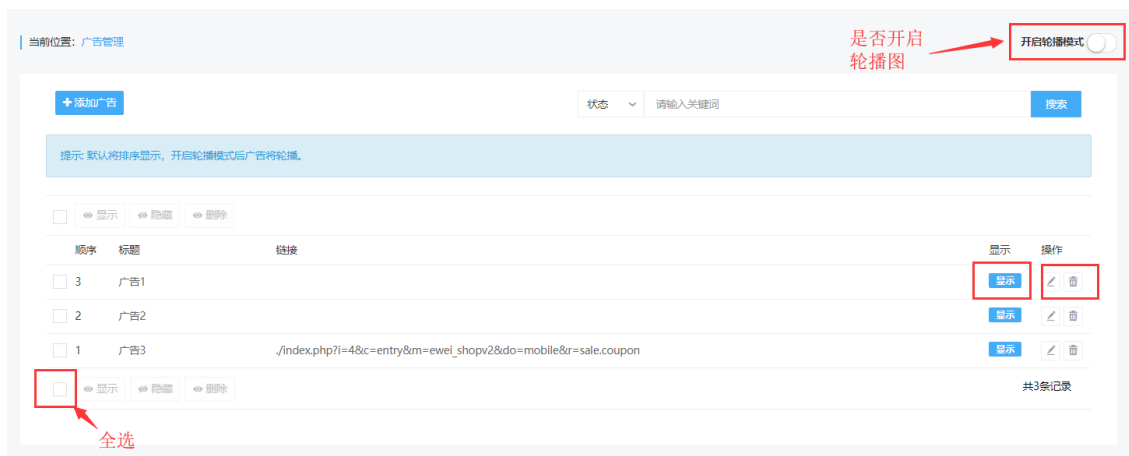 当前位置：广告管理
是否开启
轮播图
开启轮播模式
添加广告
状态 请输入关键词 搜索
提示: 默认将排序显示，开启轮播模式后广告将轮播。
显示 隐藏 删除
顺序 标题 链接 显示 操作
3 广告1 显示
2 广告2 显示
1 广告3 ./index.php?i=4&c=entry&m=ewei_shopv2&do=mobile&r=sale.coupon 显示
显示 隐藏 删除 共3条记录
全选